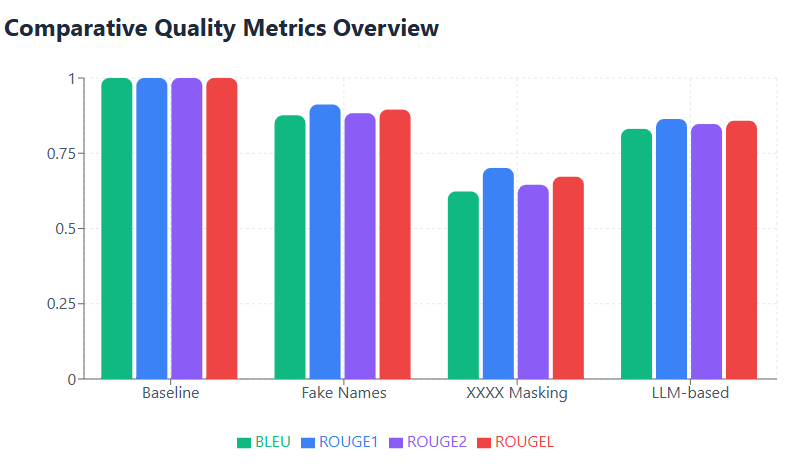 Comparative Quality Metrics Overview
1
0.75
0.5
0.25
0
Baseline Fake Names XXXX Masking LLM-based
BLEU ROUGE1 ROUGE2 ROUGEL